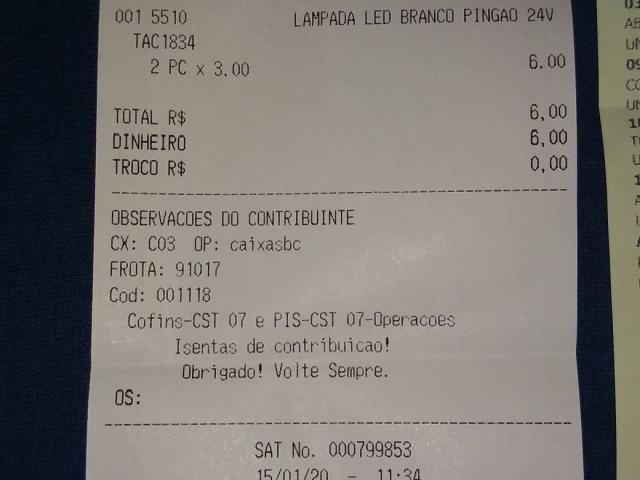 001 5510 LAMPADA LED BRANCO PINGAO 24V
TAC1834
2 PC x 3.00 6.00
TOTAL R$ 6,00
DINHEIRO 6,00
TROCO R$ 0,00
OBSERVACOES DO CONTRIBUINTE
CX: C03 OP: caixasbc
FROTA: 91017
Cod: 001118
Cofins-CST 07 e PIS-CST 07-Operacoes
Isentas de contribuicao!
Obrigado! Volte Sempre.
OS:
SAT No. 000799853
15/01/20 - 11:34